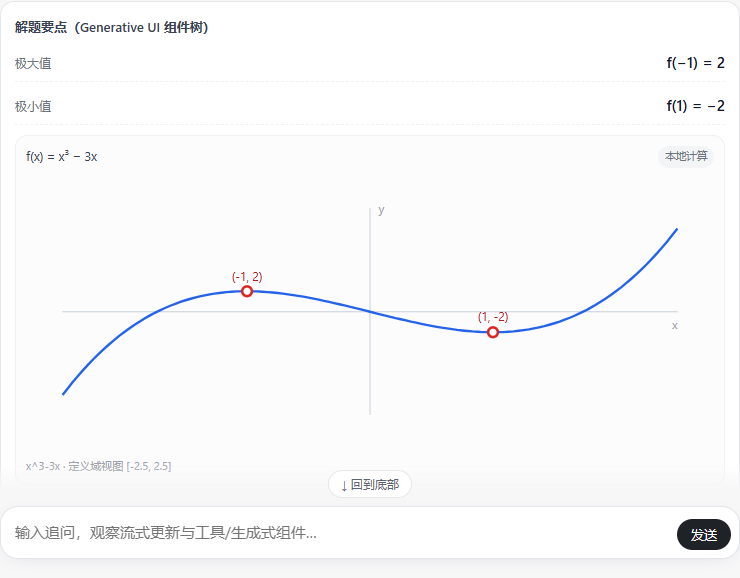 解题要点（Generative UI 组件树）
极大值 f(−1) = 2
极小值 f(1) = −2
f(x) = x³ − 3x 本地计算
y
(-1, 2)
(1, -2)
x
x^3-3x · 定义域视图 [-2.5, 2.5]
↓ 回到底部
输入追问，观察流式更新与工具/生成式组件... 发送